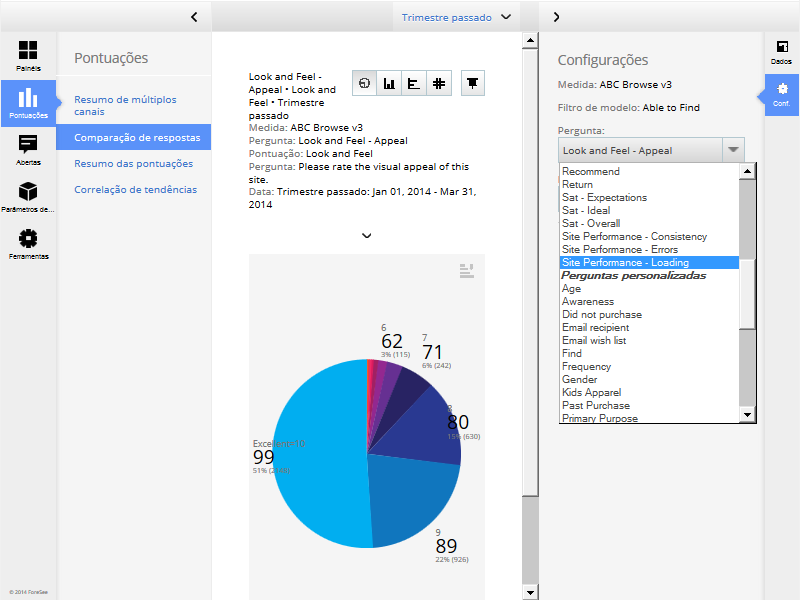 Trimestre passado
Painéis
Pontuações
Abertas
Parâmetros de...
Ferramentas
© 2014 ForeSee
Pontuações
Resumo de múltiplos
canais
Comparação de respostas
Resumo das pontuações
Correlação de tendências
Look and Feel -
Appeal • Look and
Feel • Trimestre
passado
Medida: ABC Browse v3
Pergunta: Look and Feel - Appeal
Pontuação: Look and Feel
Pergunta: Please rate the visual appeal of this
site.
Data: Trimestre passado: Jan 01, 2014 - Mar 31,
2014
6
62
3% (115)
7
71
6% (242)
80
(630)
Excellent=10
99
51%
9
89
22% (926)
Configurações
Medida: ABC Browse v3
Filtro de modelo: Able to Find
Pergunta:
Look and Feel - Appeal
Recommend
Return
Sat - Expectations
Sat - Ideal
Sat - Overall
Site Performance - Consistency
Site Performance - Errors
Site Performance - Loading
Perguntas personalizadas
Age
Awareness
Did not purchase
Email recipient
Email wish list
Find
Frequency
Gender
Kids Apparel
Past Purchase
Primary Purpose
Dados
Conf.